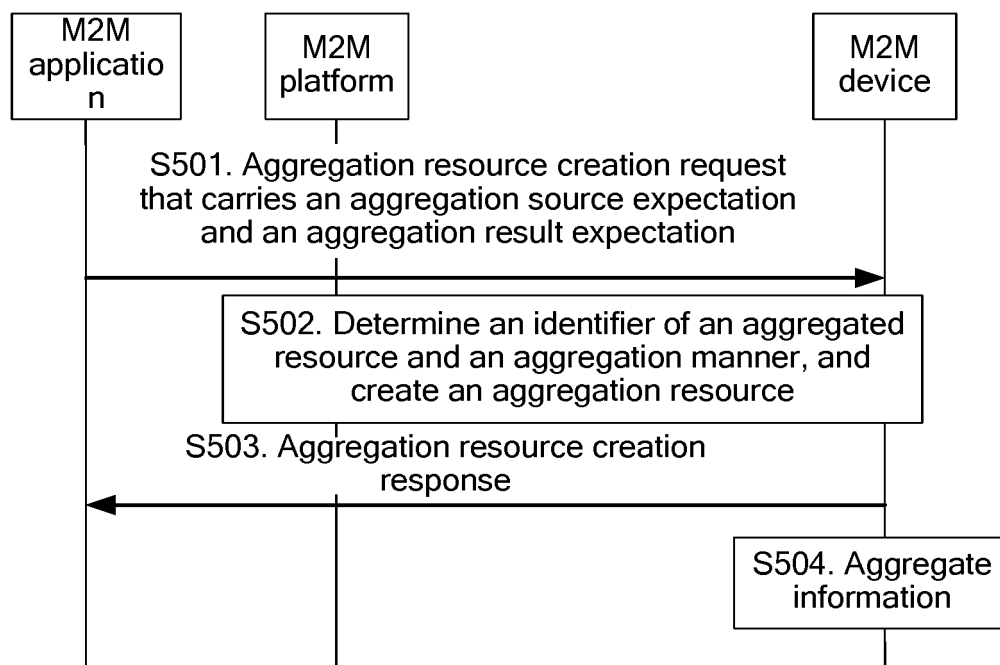 M2M
applicatio
n
M2M
platform
M2M
device
S501. Aggregation resource creation request
that carries an aggregation source expectation
and an aggregation result expectation
S502. Determine an identifier of an aggregated
resource and an aggregation manner, and
create an aggregation resource
S503. Aggregation resource creation
response
S504. Aggregate
information